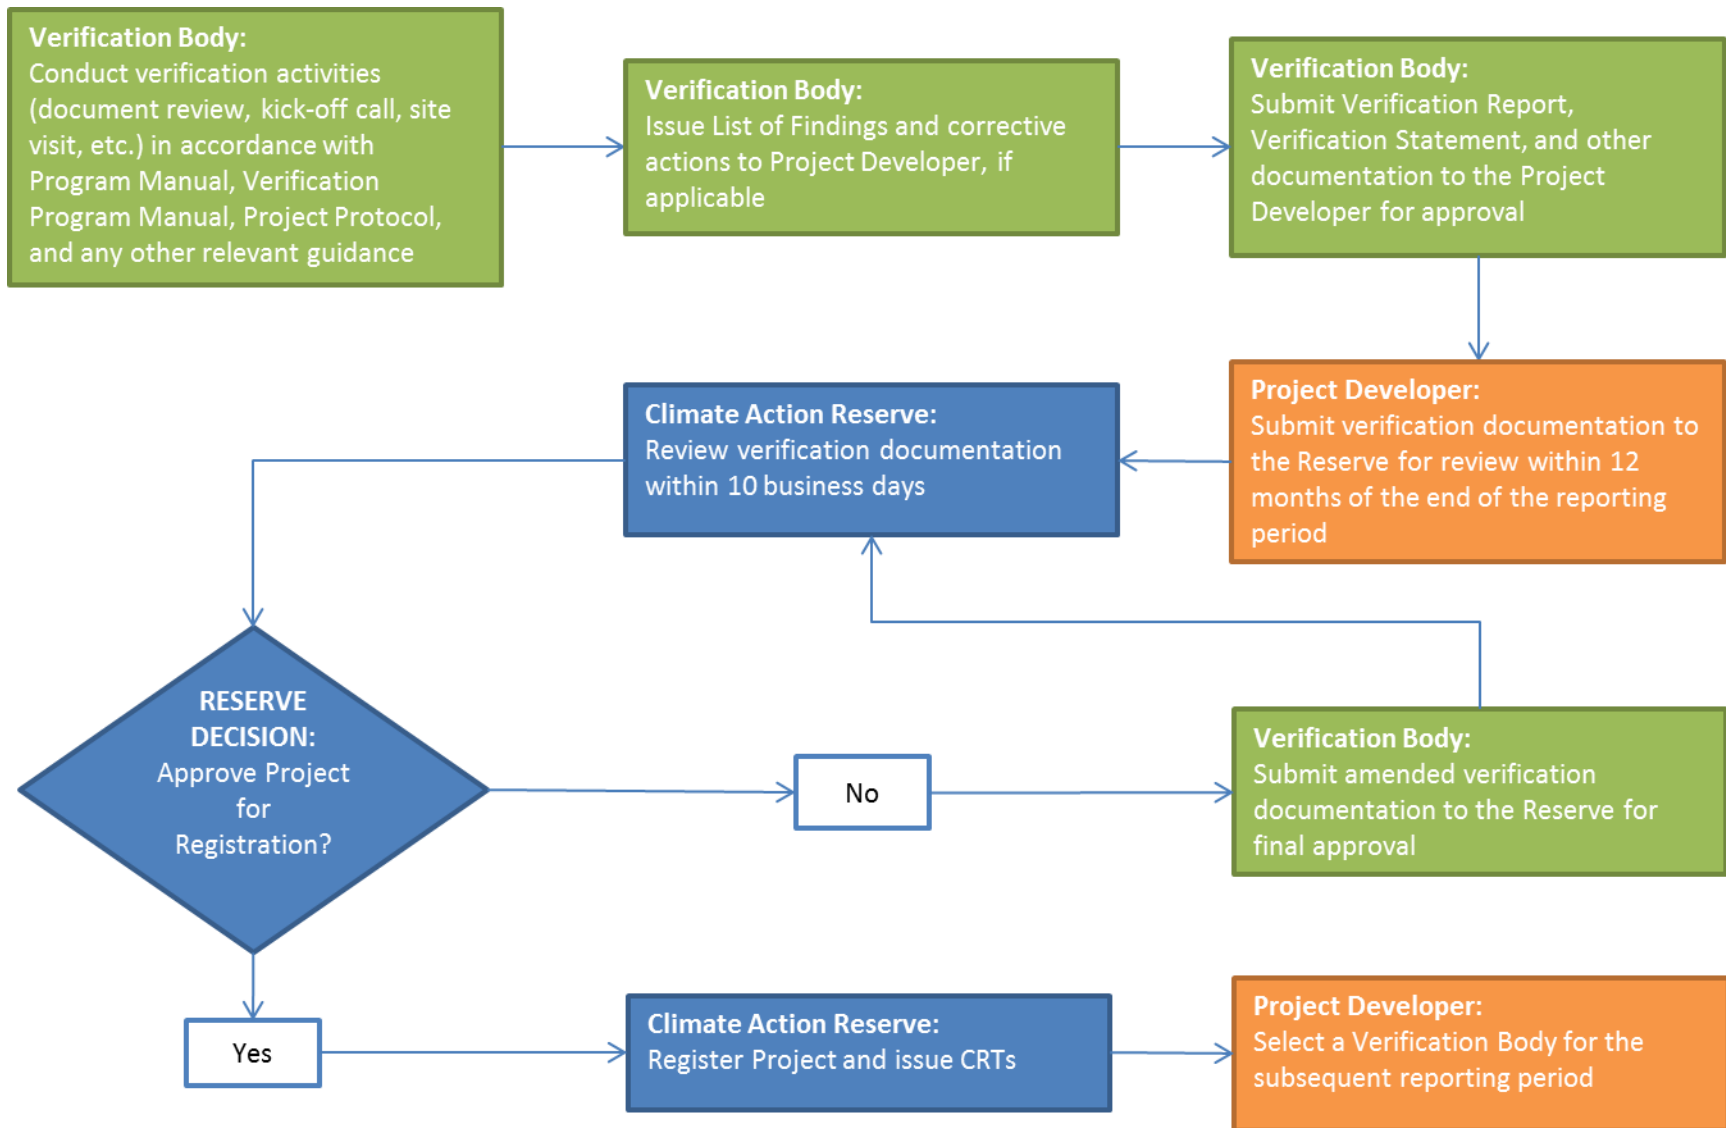 Verification Body:
Conduct verification activities
(document review, kick-off call, site
visit, etc.) in accordance with
Program Manual, Verification
Program Manual, Project Protocol,
and any other relevant guidance
Verification Body:
Issue List of Findings and corrective
actions to Project Developer, if
applicable
Verification Body:
Submit Verification Report,
Verification Statement, and other
documentation to the Project
Developer for approval
Project Developer:
Submit verification documentation to
the Reserve for review within 12
months of the end of the reporting
period
Climate Action Reserve:
Review verification documentation
within 10 business days
RESERVE
DECISION:
Approve Project
for
Registration?
No
Verification Body:
Submit amended verification
documentation to the Reserve for
final approval
Yes
Climate Action Reserve:
Register Project and issue CRTs
Project Developer:
Select a Verification Body for the
subsequent reporting period